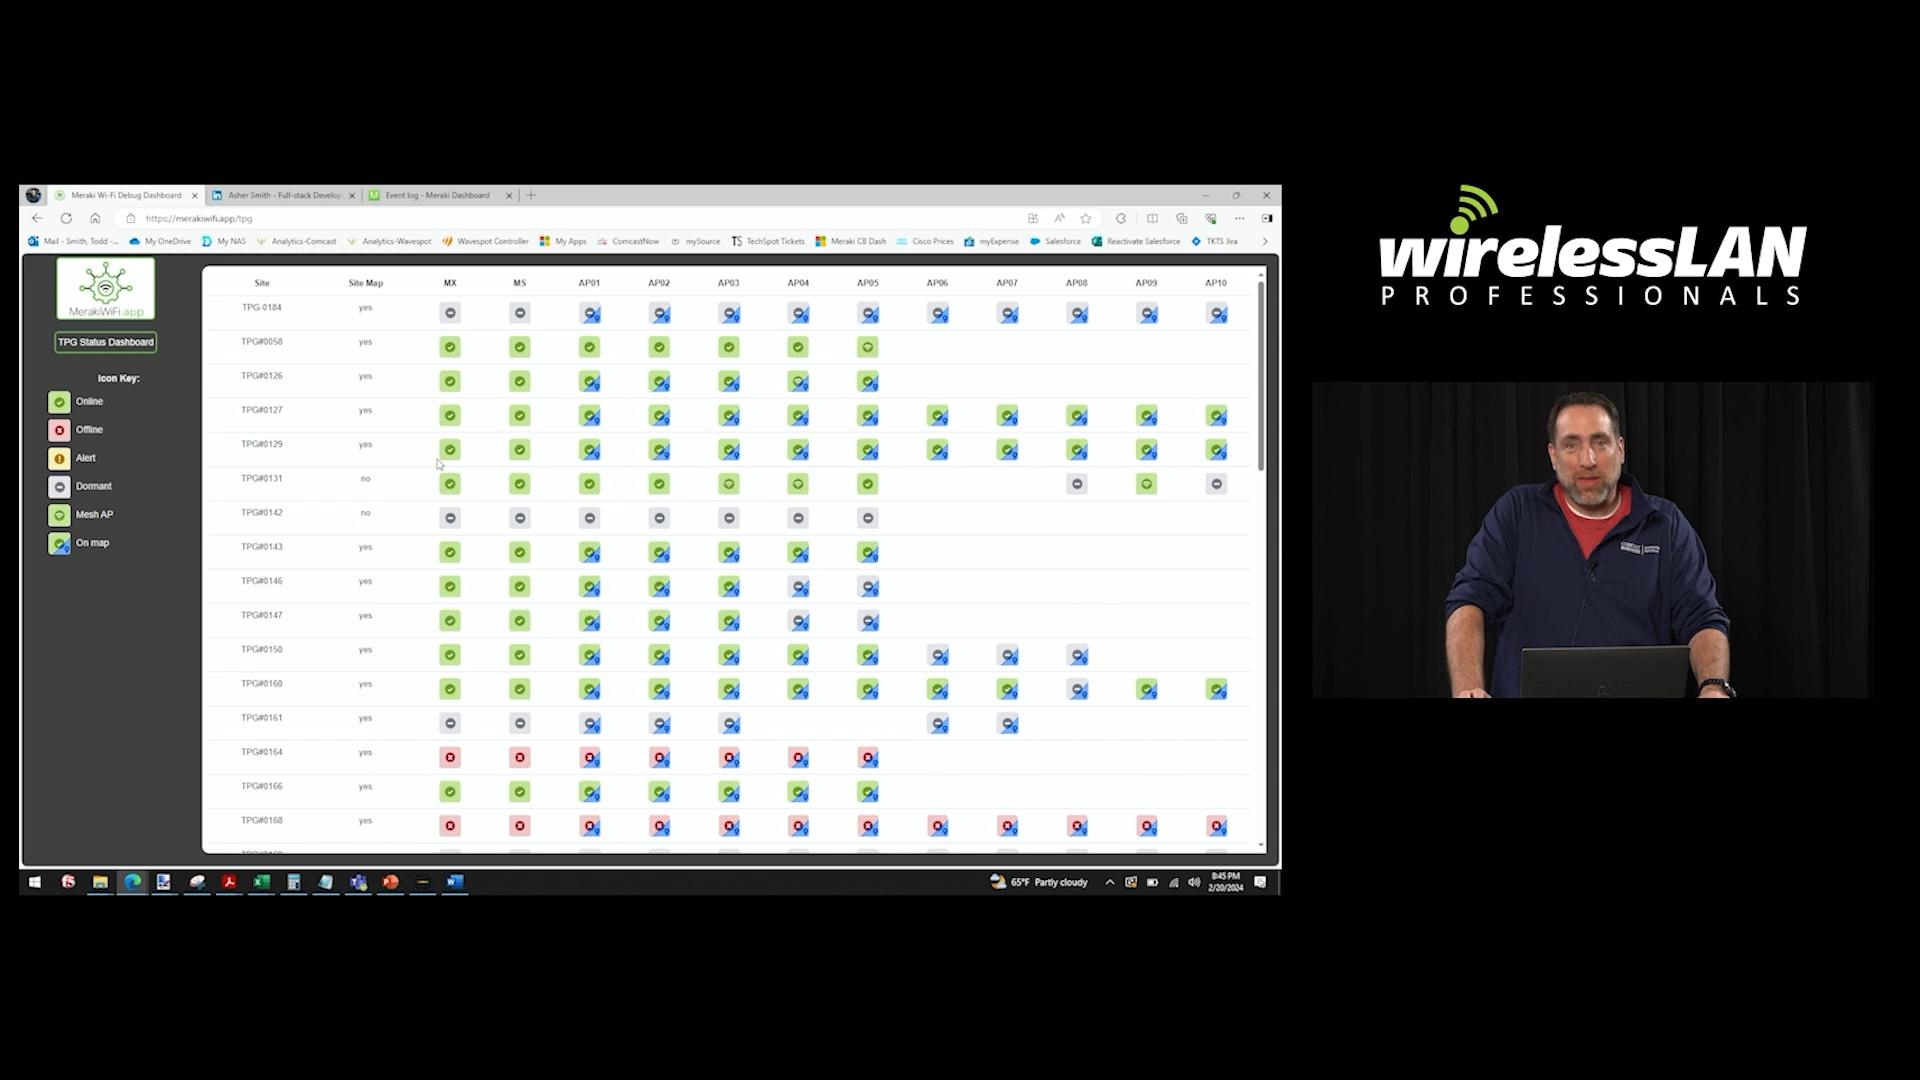 Meraki Wi-Fi Debug Dashboard
Asher Smith - Full-stack Develop
Event log - Meraki Dashboard
https://merakiwifi.app/tpg
Mail - Smith, Todd -...
My OneDrive
My NAS
Analytics-Comcast
Analytics-Wavespot
Wavespot Controller
My Apps
ComcastNow
mySource
TechSpot Tickets
Meraki CB Dash
Cisco Prices
myExpense
Salesforce
Reactivate Salesforce
TKTS Jira
MerakiWiFi.app
TPG Status Dashboard
Icon Key:
Online
Offline
Alert
Dormant
Mesh AP
On map
Site Site Map MX MS AP01 AP02 AP03 AP04 AP05 AP06 AP07 AP08 AP09 AP10
TPG-0184 yes
TPG#0058 yes
TPG#0126 yes
TPG#0127 yes
TPG#0129 yes
TPG#0131 no
TPG#0142 no
TPG#0143 yes
TPG#0146 yes
TPG#0147 yes
TPG#0150 yes
TPG#0160 yes
TPG#0161 yes
TPG#0164 yes
TPG#0166 yes
TPG#0168 yes
65°F Partly cloudy
8:45 PM
2/20/2024
wirelessLAN
PROFESSIONALS